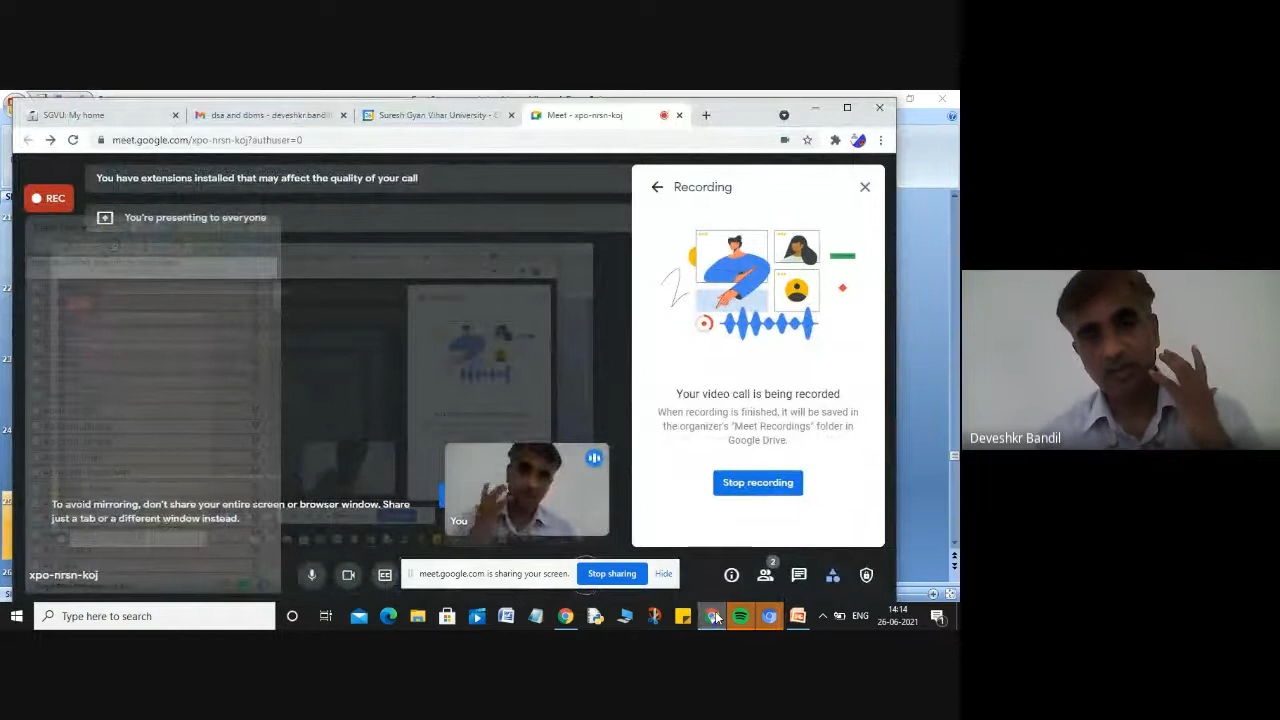 SGVU: My home
dsa and dbms - deveshkr.bandil
Suresh Gyan Vihar University - C
Meet - xpo-nrsn-koj
meet.google.com/xpo-nrsn-koj?authuser=0
You have extensions installed that may affect the quality of your call
REC
You're presenting to everyone
Recording
Your video call is being recorded
When recording is finished, it will be saved in
the organizer's "Meet Recordings" folder in
Google Drive.
Stop recording
To avoid mirroring, don't share your entire screen or browser window. Share
just a tab or a different window instead.
You
xpo-nrsn-koj
meet.google.com is sharing your screen.
Stop sharing
Hide
2
Type here to search
ENG
14:14
26-06-2021
1
Deveshkr Bandil